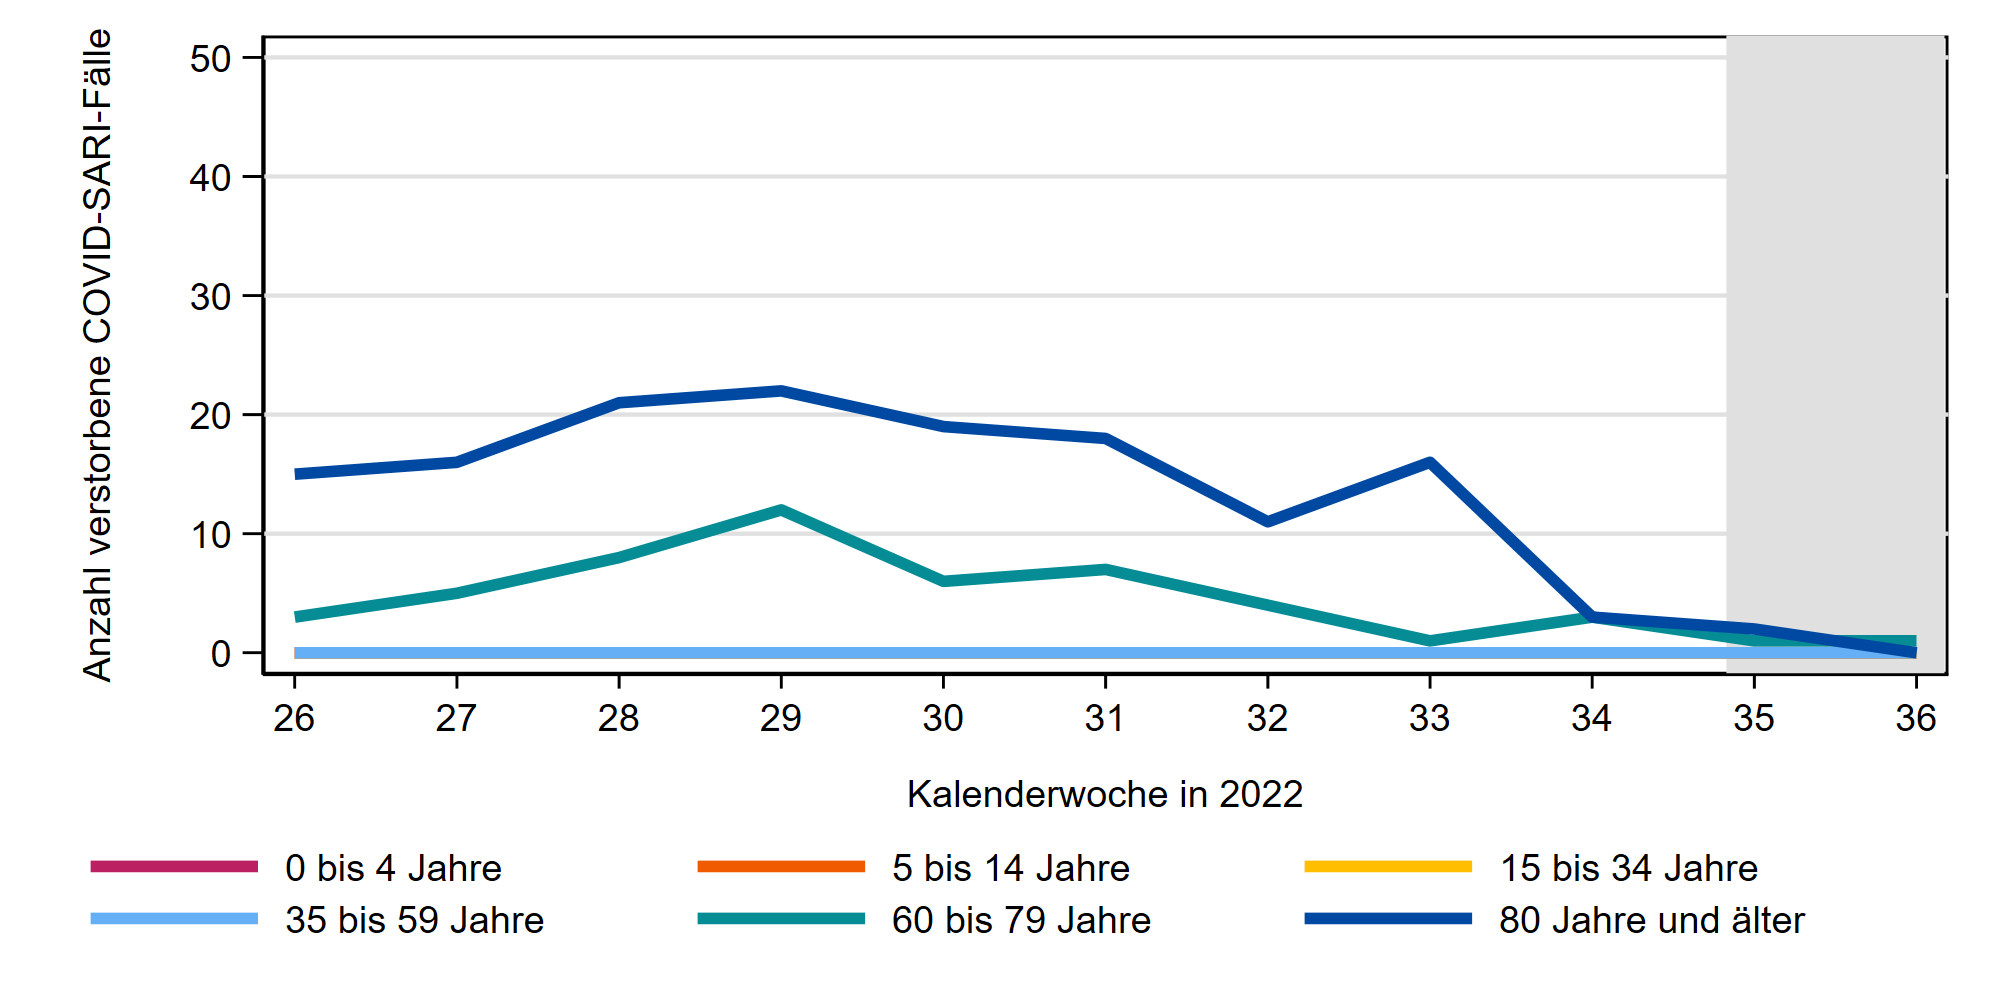 Anzahl verstorbene COVID-SARI-Fälle
50
40
30
20
10
0
26 27 28 29 30 31 32 33 34 35 36
Kalenderwoche in 2022
0 bis 4 Jahre 5 bis 14 Jahre 15 bis 34 Jahre
35 bis 59 Jahre 60 bis 79 Jahre 80 Jahre und älter